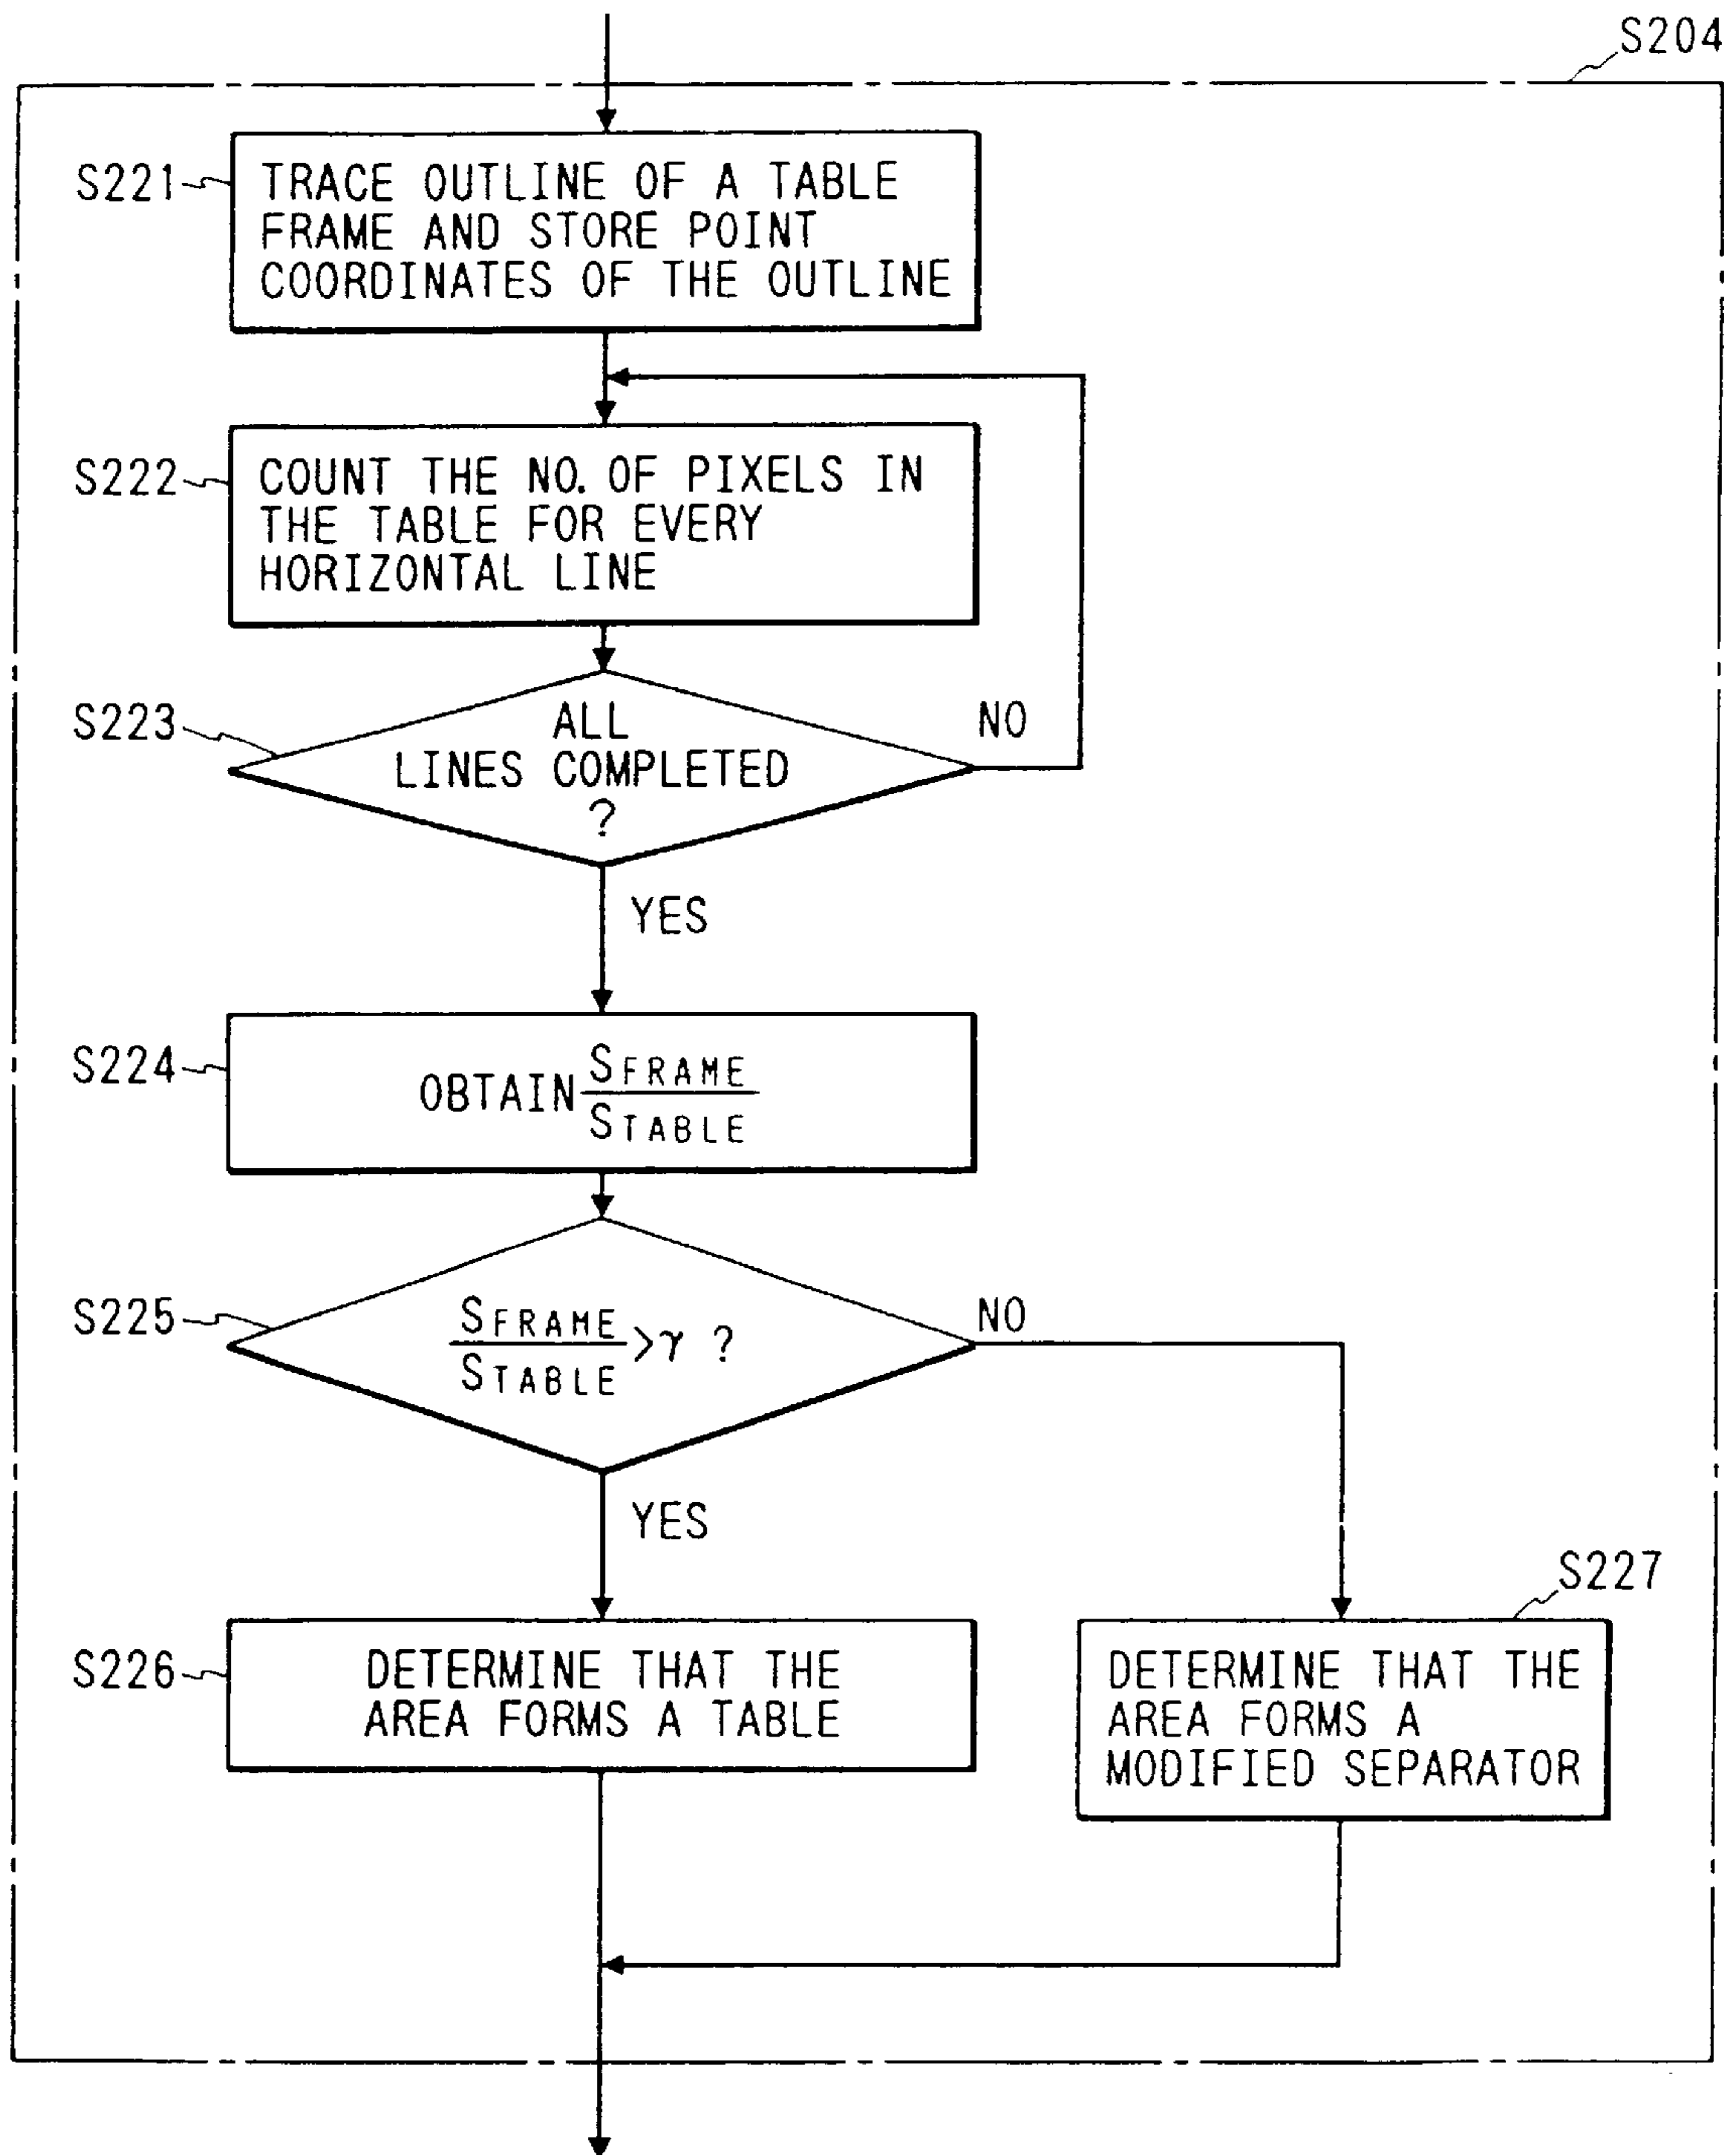 S204
S221
TRACE OUTLINE OF A TABLE
FRAME AND STORE POINT
COORDINATES OF THE OUTLINE
S222
COUNT THE NO. OF PIXELS IN
THE TABLE FOR EVERY
HORIZONTAL LINE
S223
ALL
LINES COMPLETED
?
NO
YES
S224
OBTAIN SFRAME
STABLE
S225
SFRAME
STABLE >γ ?
NO
YES
S226
DETERMINE THAT THE
AREA FORMS A TABLE
S227
DETERMINE THAT THE
AREA FORMS A
MODIFIED SEPARATOR